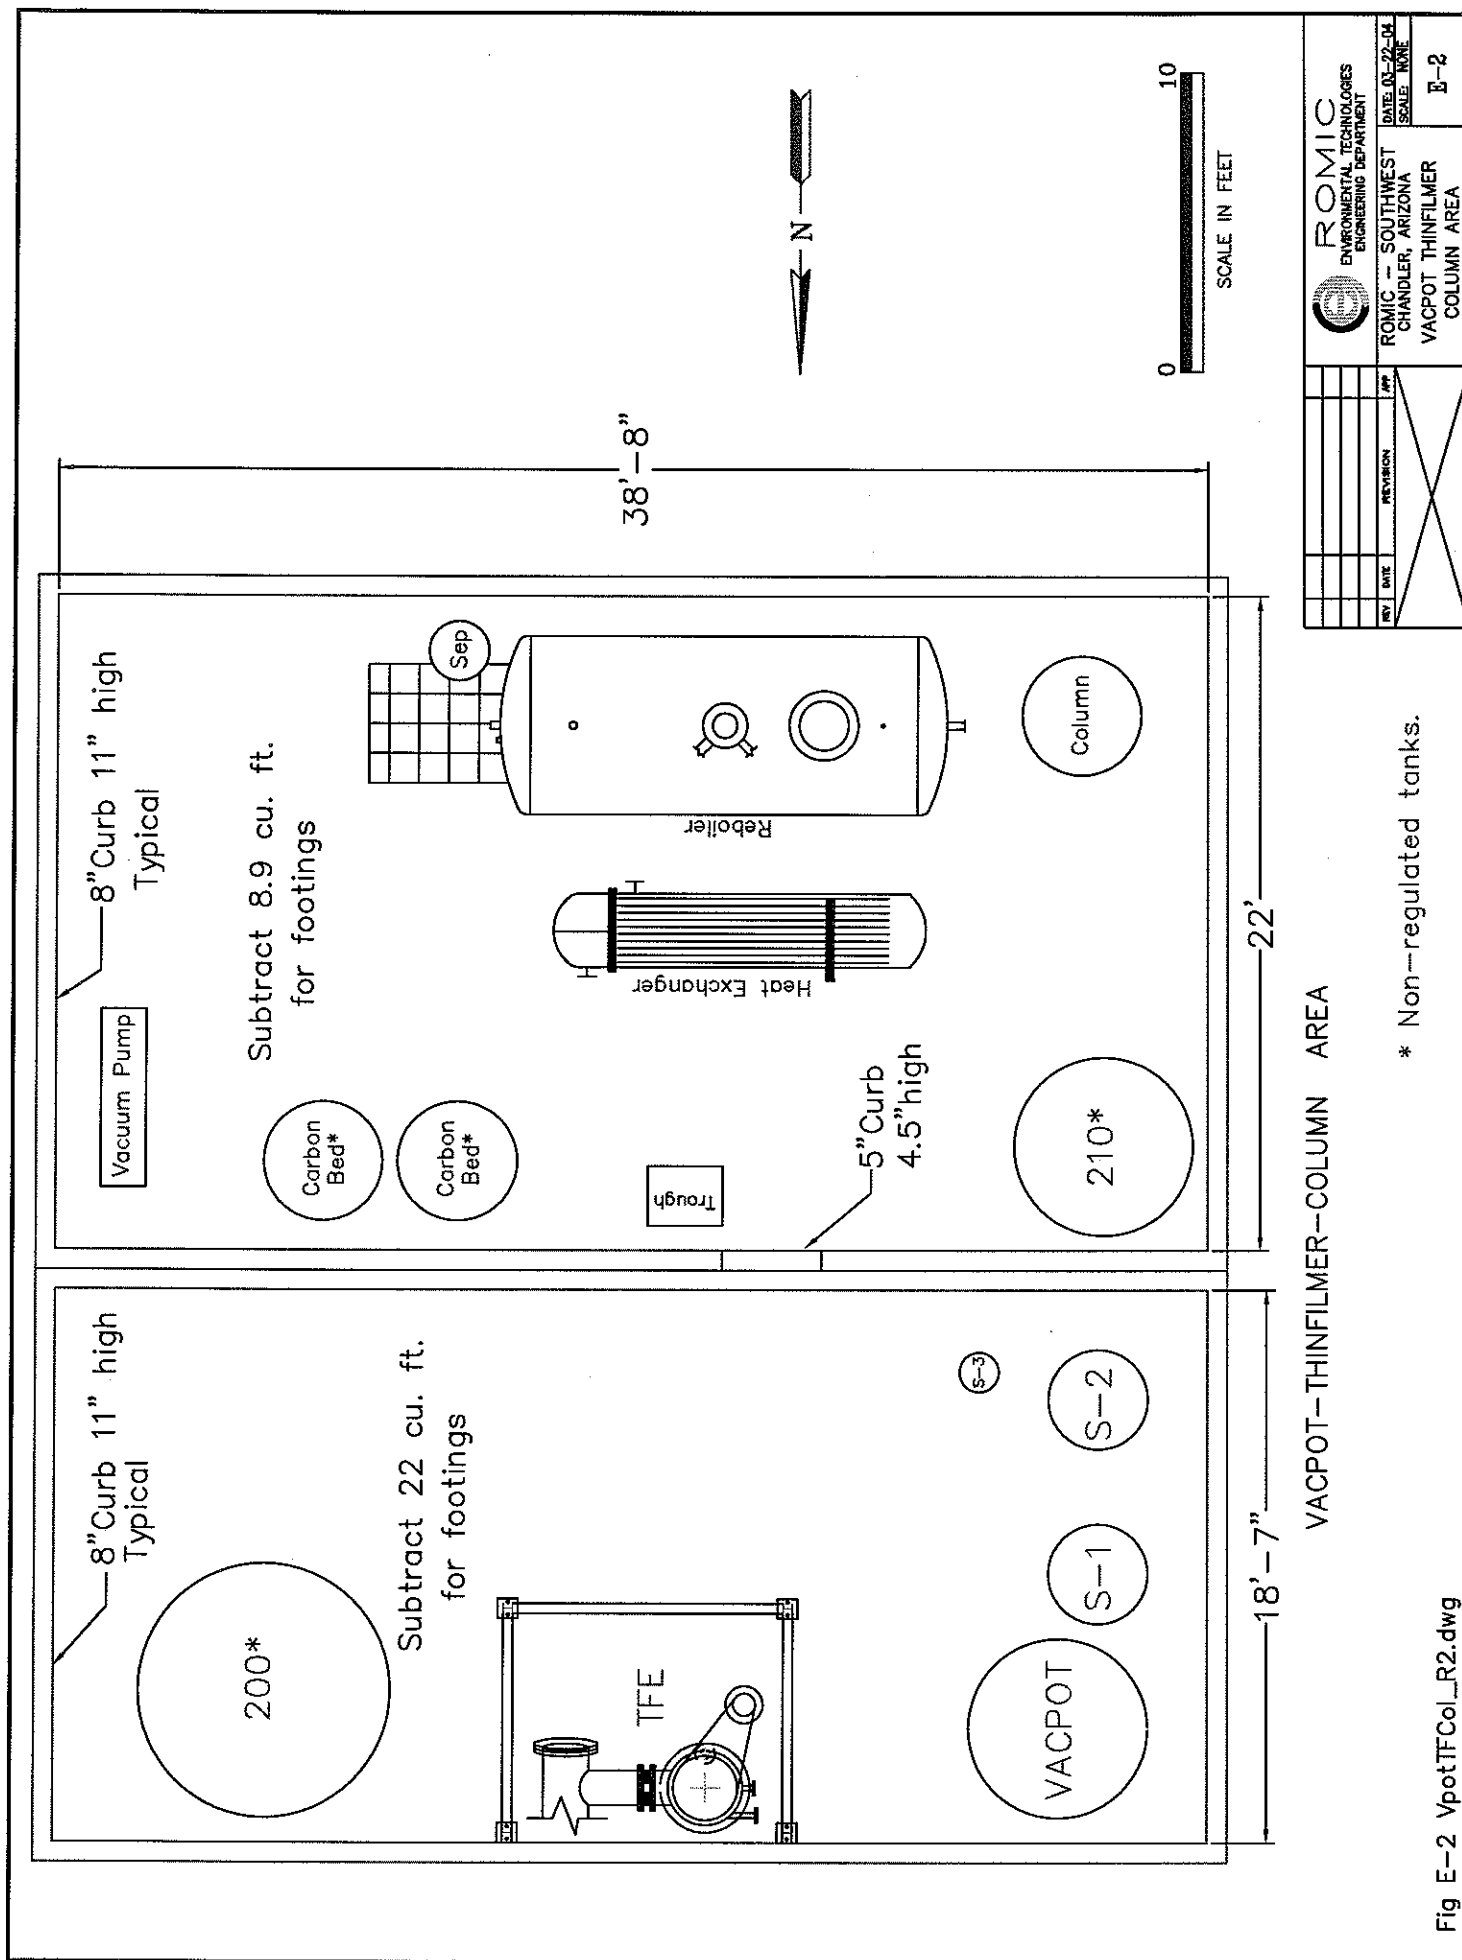 8"Curb 11" high
Typical
200*
Subtract 22 cu. ft.
for footings
TFE
VACPOT
S-1
S-2
S-3
18'-7"
8"Curb 11" high
Typical
Vacuum Pump
Subtract 8.9 cu. ft.
for footings
Carbon
Bed*
Carbon
Bed*
Trough
5"Curb
4.5"high
210*
Heat Exchanger
Reboiler
Sep
Column
22'
38'-8"
N
0
10
SCALE IN FEET
VACPOT-THINFILMER-COLUMN AREA
* Non-regulated tanks.
Fig E-2 VpotTFCol_R2.dwg
REV DATE REVISION APP
ROMIC
ENVIRONMENTAL TECHNOLOGIES
ENGINEERING DEPARTMENT
ROMIC - SOUTHWEST
CHANDLER, ARIZONA
VACPOT THINFILMER
COLUMN AREA
DATE: 03-22-04
SCALE: NONE
E-2